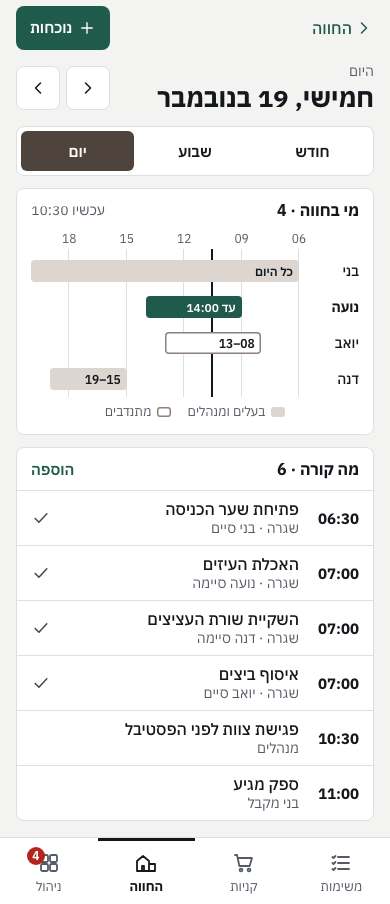 החווה
נוכחות
היום
חמישי, 19 בנובמבר
חודש
שבוע
יום
מי בחווה · 4
עכשיו 10:30
06 09 12 15 18
בני
כל היום
נועה
עד 14:00
יואב
13–08
דנה
19–15
בעלים ומנהלים
מתנדבים
מה קורה · 6
הוספה
06:30
פתיחת שער הכניסה
שגרה · בני סיים
07:00
האכלת העיזים
שגרה · נועה סיימה
07:00
השקיית שורת העציצים
שגרה · דנה סיימה
07:00
איסוף ביצים
שגרה · יואב סיים
10:30
פגישת צוות לפני הפסטיבל
מנהלים
11:00
ספק מגיע
בני מקבל
משימות
קניות
החווה
4
ניהול